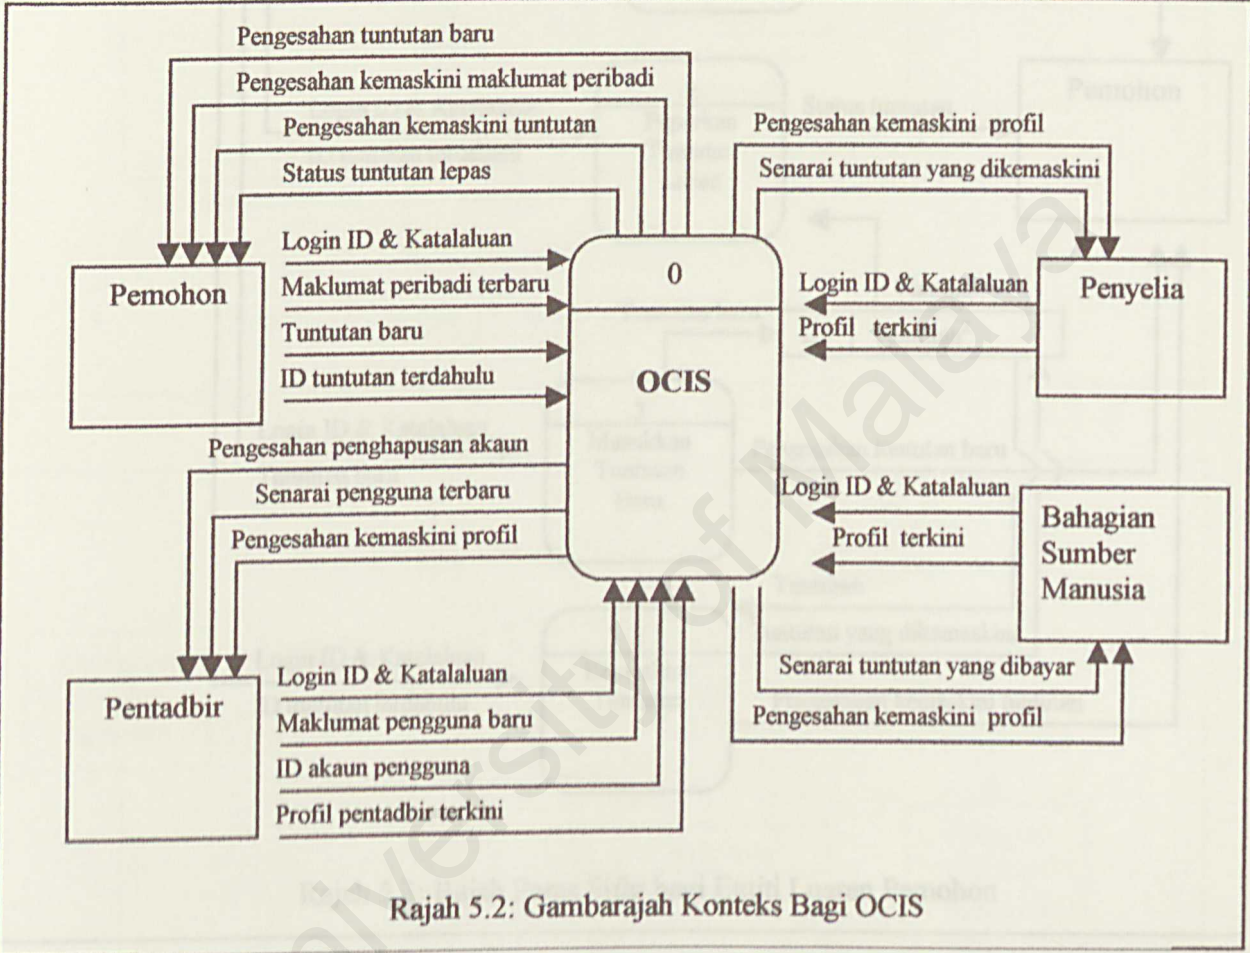 Pengesahan tuntutan baru
Pengesahan kemaskini maklumat peribadi
Pengesahan kemaskini tuntutan
Status tuntutan lepas
Pengesahan kemaskini profil
Senarai tuntutan yang dikemaskini
Pemohon
Login ID & Katalaluan
Maklumat peribadi terbaru
Tuntutan baru
ID tuntutan terdahulu
0
OCIS
Login ID & Katalaluan
Profil terkini
Penyelia
Pengesahan penghapusan akaun
Senarai pengguna terbaru
Pengesahan kemaskini profil
Login ID & Katalaluan
Profil terkini
Bahagian
Sumber
Manusia
Pentadbir
Login ID & Katalaluan
Maklumat pengguna baru
ID akaun pengguna
Profil pentadbir terkini
Senarai tuntutan yang dibayar
Pengesahan kemaskini profil
Rajah 5.2: Gambarajah Konteks Bagi OCIS
University of Malaya